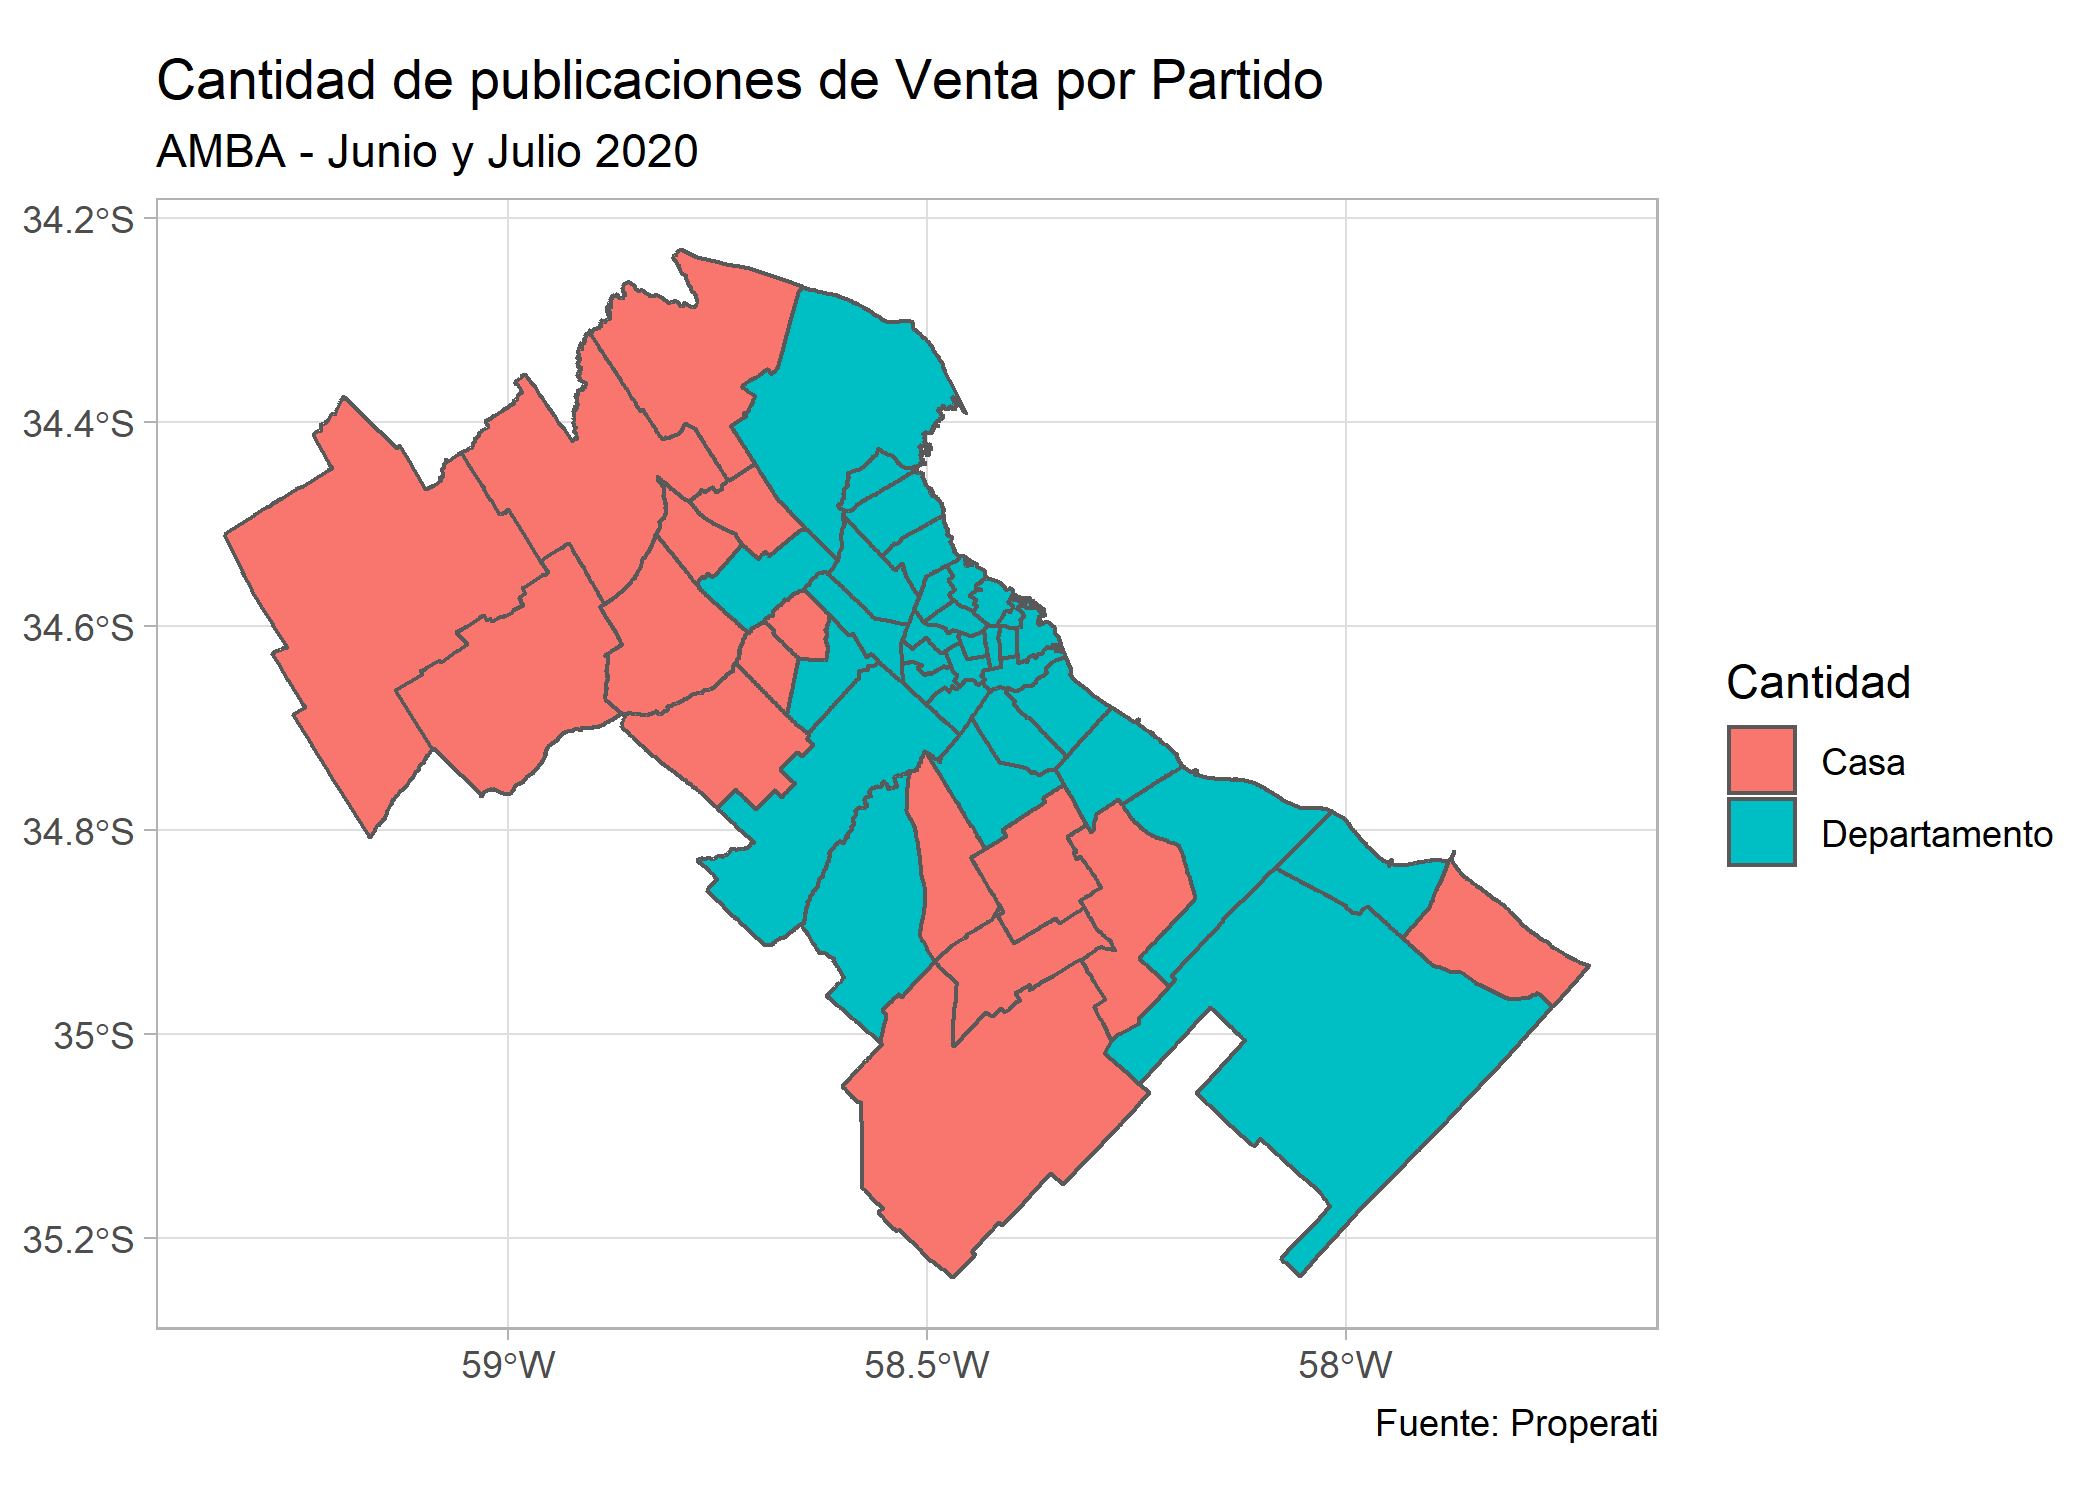 Cantidad de publicaciones de Venta por Partido
AMBA - Junio y Julio 2020
34.2°S
34.4°S
34.6°S
34.8°S
35°S
35.2°S
59°W
58.5°W
58°W
Cantidad
Casa
Departamento
Fuente: Properati